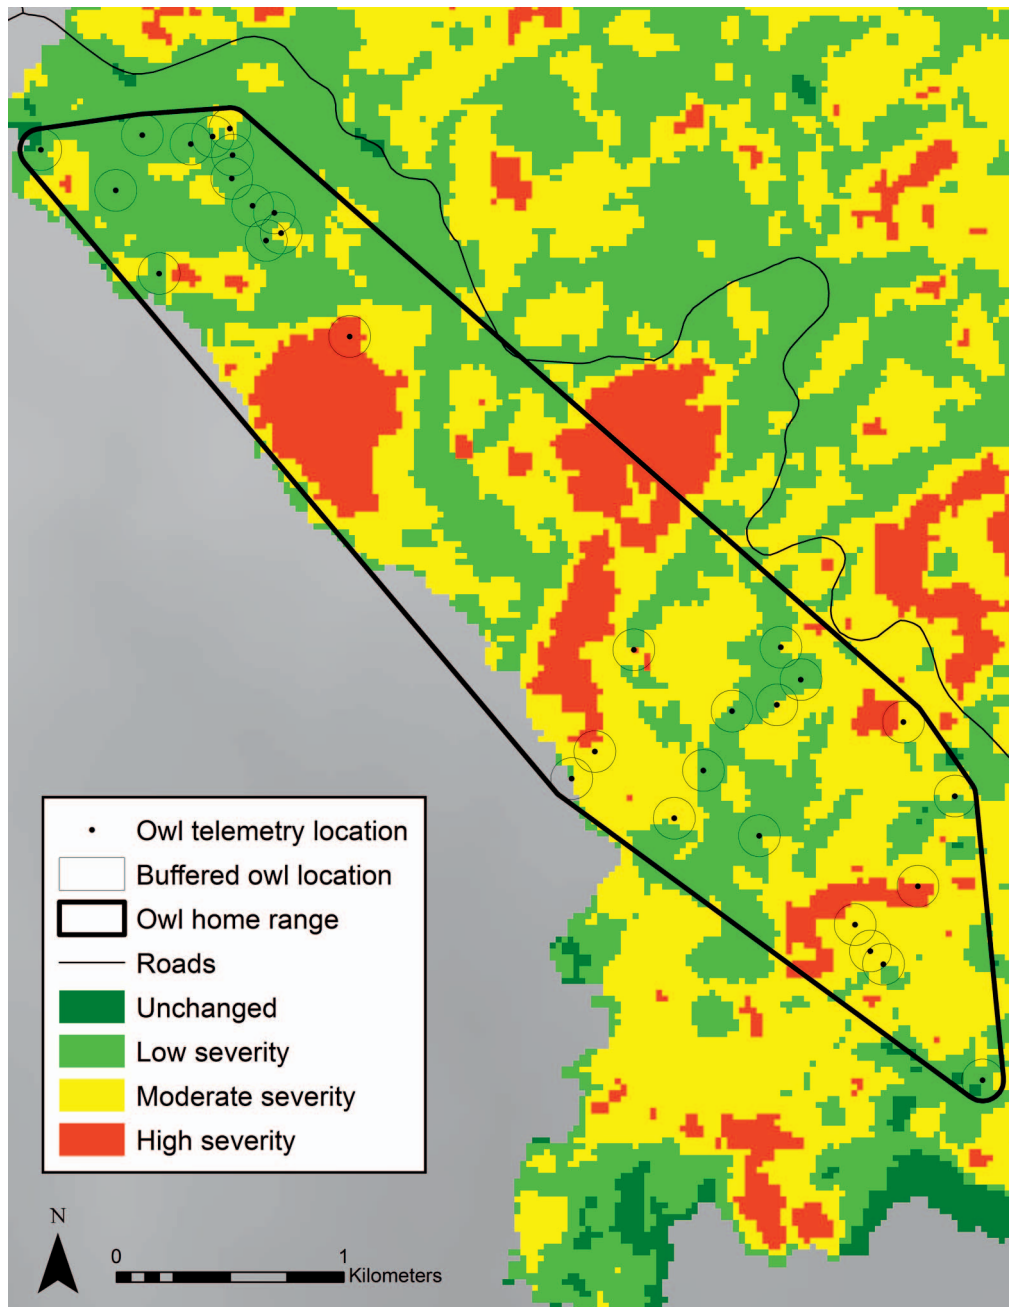 Owl telemetry location
Buffered owl location
Owl home range
Roads
Unchanged
Low severity
Moderate severity
High severity
N
0 1
Kilometers